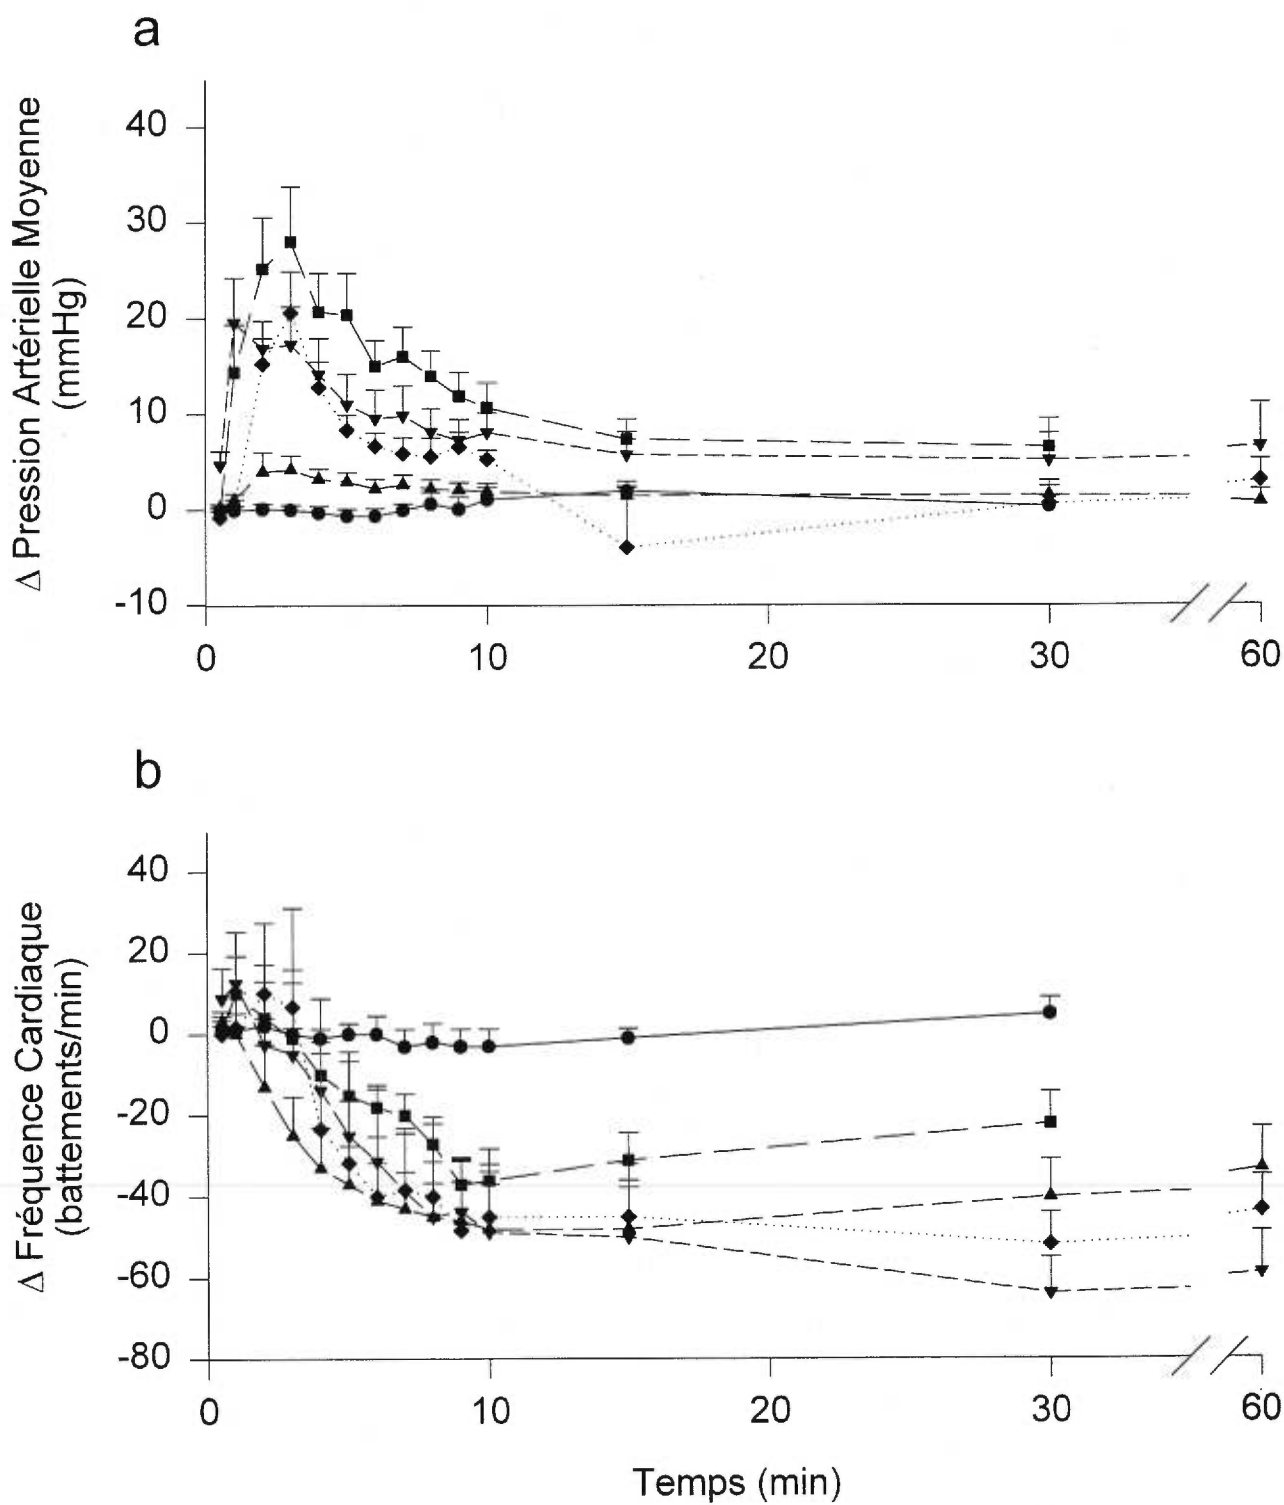 a
Δ Pression Artérielle Moyenne
(mmHg)
40
30
20
10
0
-10
0 10 20 30 60
b
Δ Fréquence Cardiaque
(battements/min)
40
20
0
-20
-40
-60
-80
0 10 20 30 60
Temps (min)